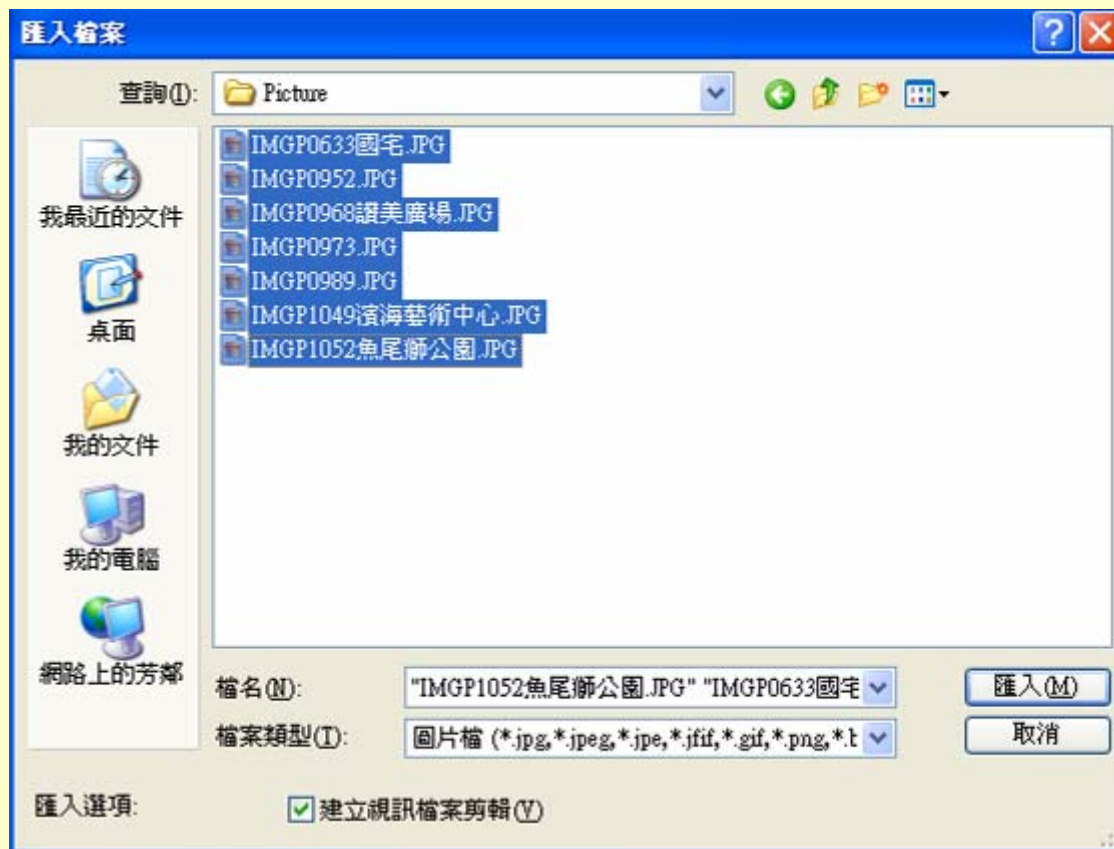 匯入檔案
查詢(I): Picture
IMGP0633國宅.JPG
IMGP0952.JPG
IMGP0968讚美廣場.JPG
IMGP0973.JPG
IMGP0989.JPG
IMGP1049濱海藝術中心.JPG
IMGP1052魚尾獅公園.JPG
我最近的文件
桌面
我的文件
我的電腦
網路上的芳鄰
檔名(N): "IMGP1052魚尾獅公園.JPG" "IMGP0633國宅 匯入(M)
檔案類型(T): 圖片檔 (*.jpg,*.jpeg,*.jpe,*.jfif,*.gif,*.png,*.b 取消
匯入選項: 建立視訊檔案剪輯(V)